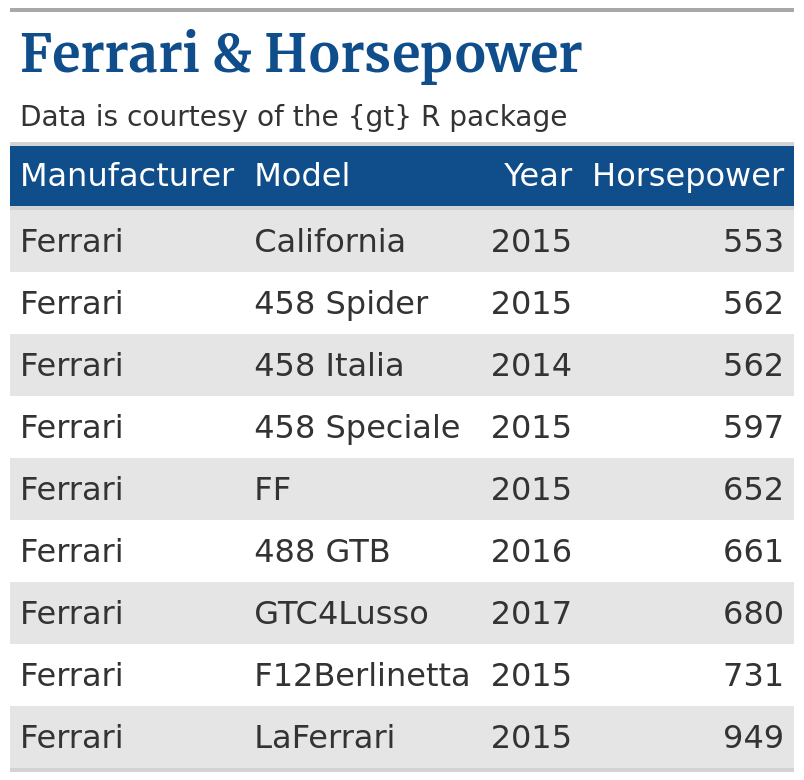 Ferrari & Horsepower
Data is courtesy of the {gt} R package
Manufacturer Model Year Horsepower
Ferrari California 2015 553
Ferrari 458 Spider 2015 562
Ferrari 458 Italia 2014 562
Ferrari 458 Speciale 2015 597
Ferrari FF 2015 652
Ferrari 488 GTB 2016 661
Ferrari GTC4Lusso 2017 680
Ferrari F12Berlinetta 2015 731
Ferrari LaFerrari 2015 949